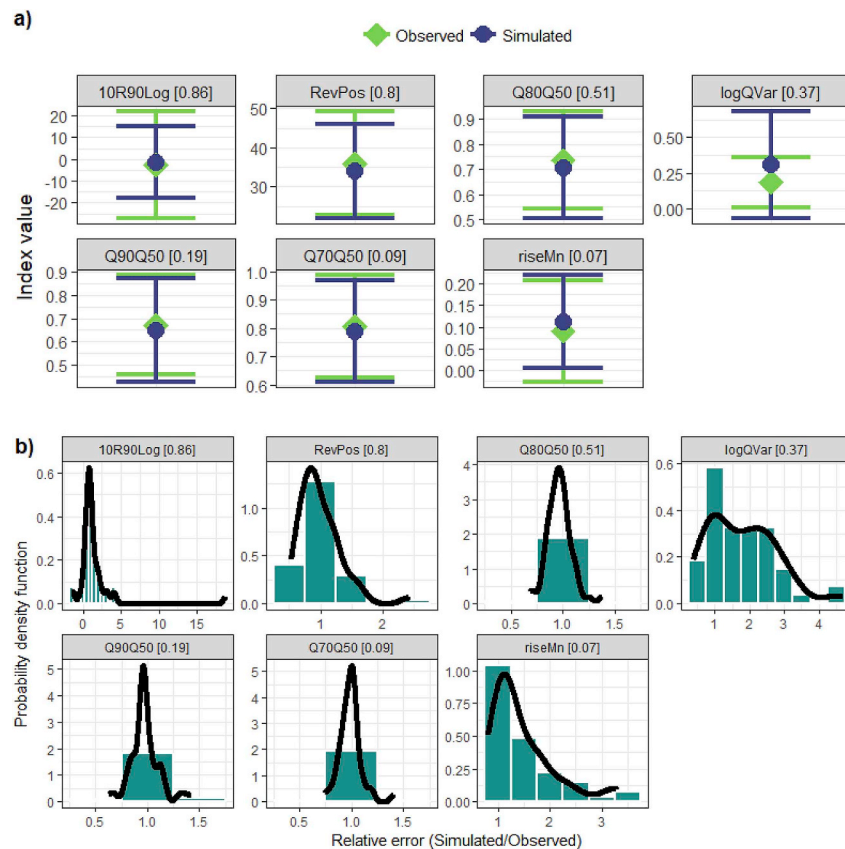 a)
Observed Simulated
10R90Log [0.86] RevPos [0.8] Q80Q50 [0.51] logQVar [0.37]
20 10 0 -10 -20
50 40 30
0.9 0.8 0.7 0.6 0.5
0.50 0.25 0.00
Index value
Q90Q50 [0.19] Q70Q50 [0.09] riseMn [0.07]
0.9 0.8 0.7 0.6 0.5
1.0 0.9 0.8 0.7 0.6
0.20 0.15 0.10 0.05 0.00
b)
10R90Log [0.86] RevPos [0.8] Q80Q50 [0.51] logQVar [0.37]
0.6 0.4 0.2 0.0
1.0 0.5 0.0
4 3 2 1 0
0.6 0.4 0.2 0.0
0 5 10 15
1 2
0.5 1.0 1.5
1 2 3 4
Probability density function
Q90Q50 [0.19] Q70Q50 [0.09] riseMn [0.07]
5 4 3 2 1 0
5 4 3 2 1 0
1.00 0.75 0.50 0.25 0.00
0.5 1.0 1.5
0.5 1.0 1.5
1 2 3
Relative error (Simulated/Observed)